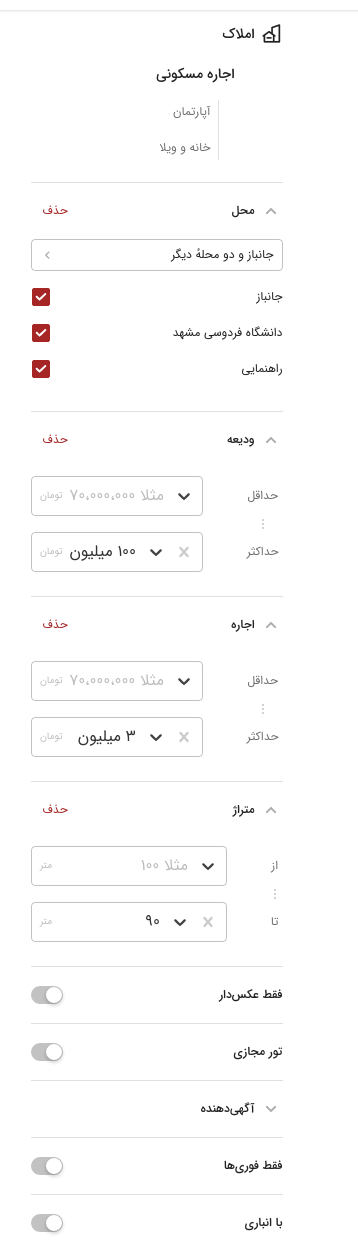 املاک
اجاره مسکونی
آپارتمان
خانه و ویلا
محل حذف
جانباز و دو محلهٔ دیگر
جانباز
دانشگاه فردوسی مشهد
راهنمایی
ودیعه حذف
حداقل مثلا ۷۰،۰۰۰،۰۰۰ تومان
حداکثر ۱۰۰ میلیون تومان
اجاره حذف
حداقل مثلا ۷۰،۰۰۰،۰۰۰ تومان
حداکثر ۳ میلیون تومان
متراژ حذف
از مثلا ۱۰۰ متر
تا ۹۰ متر
فقط عکس‌دار
تور مجازی
آگهی‌دهنده
فقط فوری‌ها
با انباری